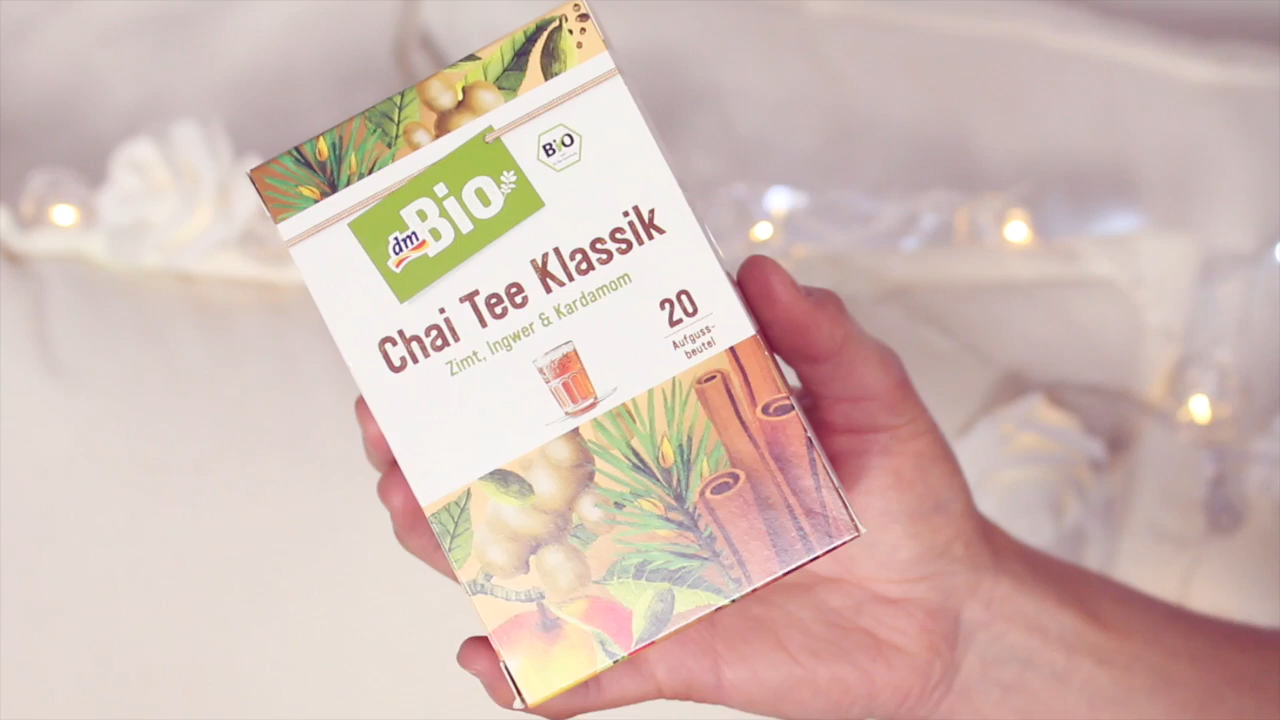 dm
Bio
BiO
Chai Tee Klassik
Zimt, Ingwer & Kardamom
20
Aufguss-
beutel